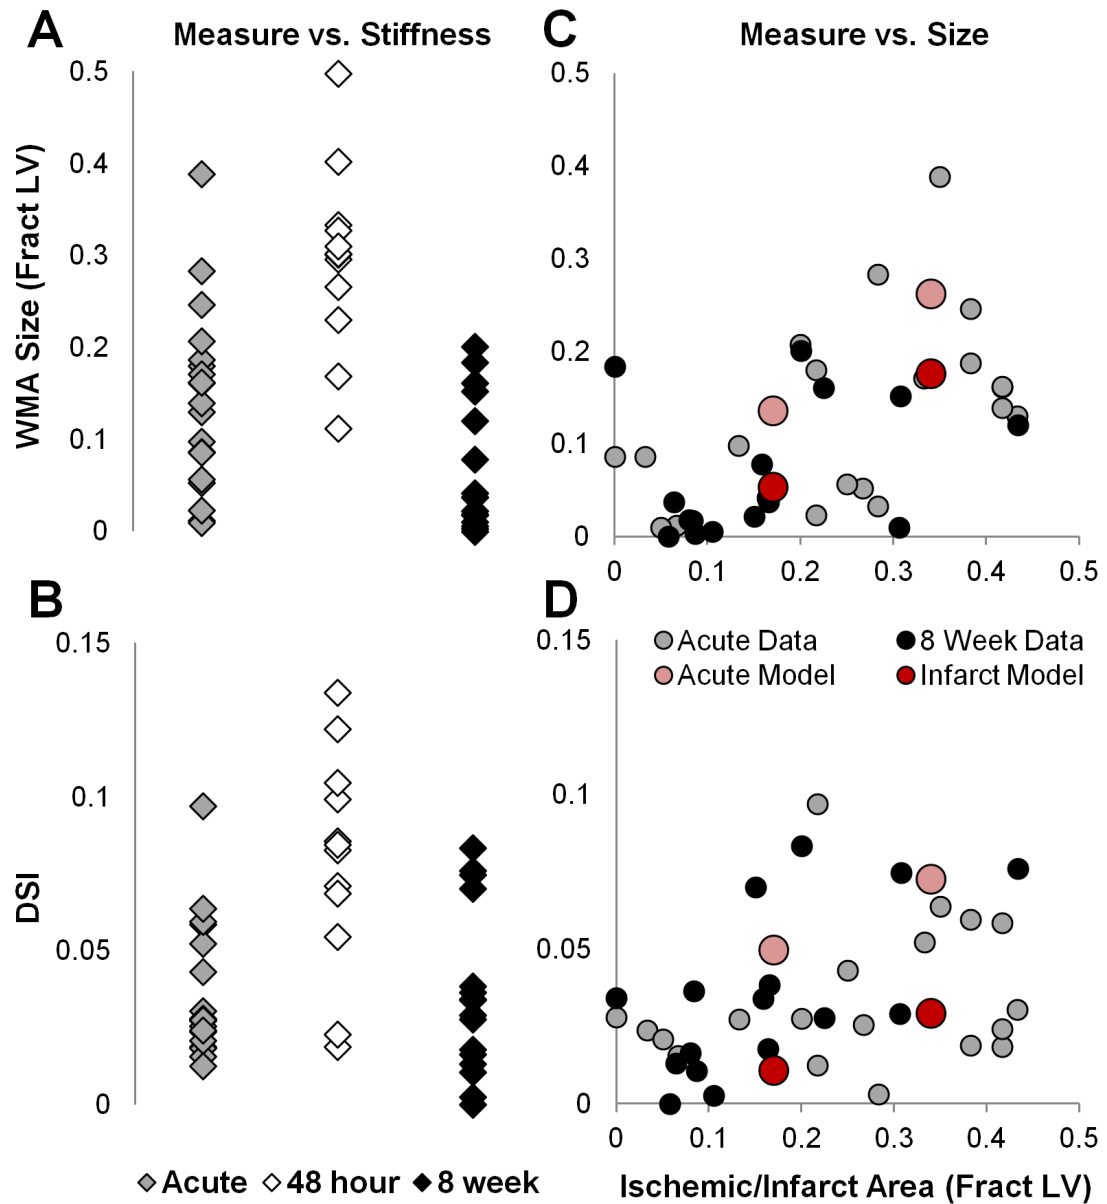 A
Measure vs. Stiffness
WMA Size (Fract LV)
0.5
0.4
0.3
0.2
0.1
0
B
DSI
0.15
0.1
0.05
0
Acute 48 hour 8 week
C
Measure vs. Size
0.5
0.4
0.3
0.2
0.1
0
0 0.1 0.2 0.3 0.4 0.5
D
Acute Data 8 Week Data
Acute Model Infarct Model
0.15
0.1
0.05
0
0 0.1 0.2 0.3 0.4 0.5
Ischemic/Infarct Area (Fract LV)